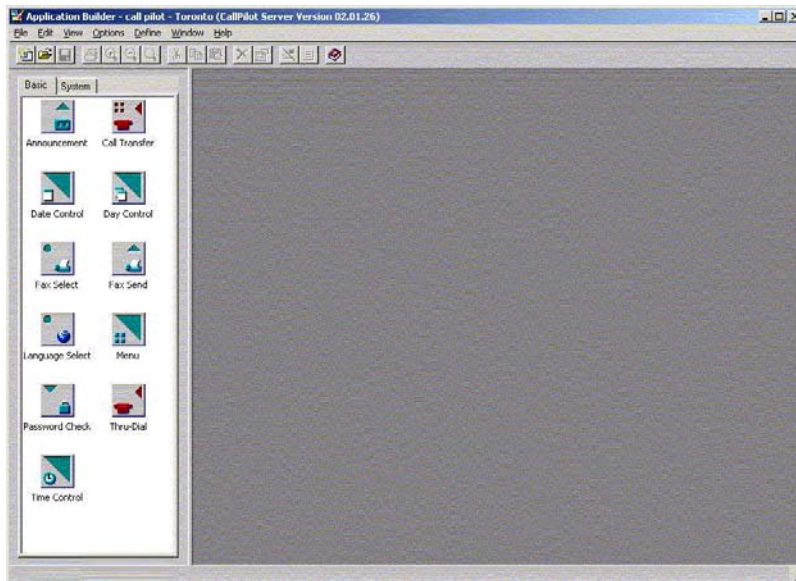 Application Builder - call pilot - Toronto (CallPilot Server Version 02.01.26)
File Edit View Options Define Window Help
Basic System
Announcement Call Transfer
Date Control Day Control
Fax Select Fax Send
Language Select Menu
Password Check Thru-Dial
Time Control